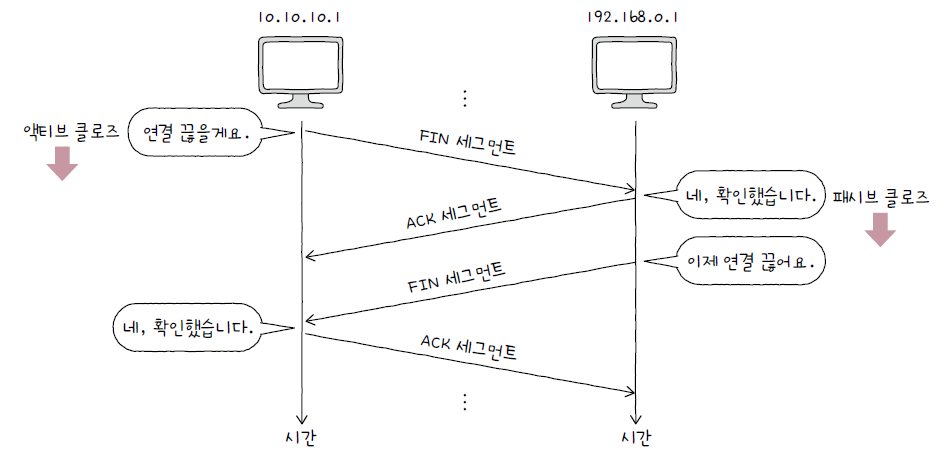 10.10.10.1
192.168.0.1
액티브 클로즈
연결 끊을게요.
FIN 세그먼트
네, 확인했습니다.
패시브 클로즈
ACK 세그먼트
이제 연결 끊어요.
FIN 세그먼트
네, 확인했습니다.
ACK 세그먼트
시간
시간